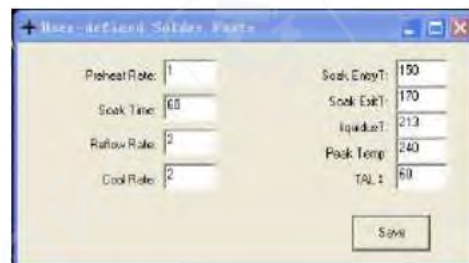 User-defined Solder Paste
Preheat Rate: 1
Soak Time: 60
Reflow Rate: 2
Cool Rate: 2
Soak EntryT: 150
Soak ExitT: 170
liquidusT: 213
Peak Temp 240
TAL : 60
Save